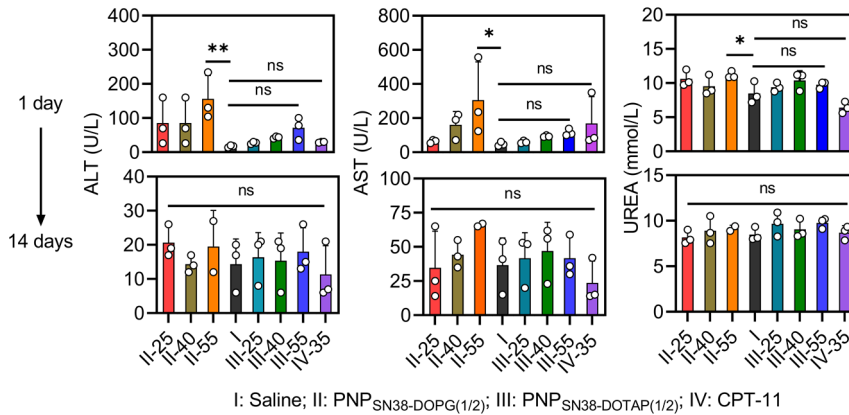 1 day
14 days
ALT (U/L)
400
300
200
100
0
**
ns
ns
AST (U/L)
800
600
400
200
0
*
ns
ns
UREA (mmol/L)
20
15
10
5
0
*
ns
ns
40
30
20
10
0
ns
II-25
II-40
II-55
I
III-25
III-40
III-55
IV-35
100
75
50
25
0
ns
II-25
II-40
II-55
I
III-25
III-40
III-55
IV-35
15
10
5
0
ns
II-25
II-40
II-55
I
III-25
III-40
III-55
IV-35
I: Saline; II: PNP SN38-DOPG(1/2); III: PNP SN38-DOTAP(1/2); IV: CPT-11